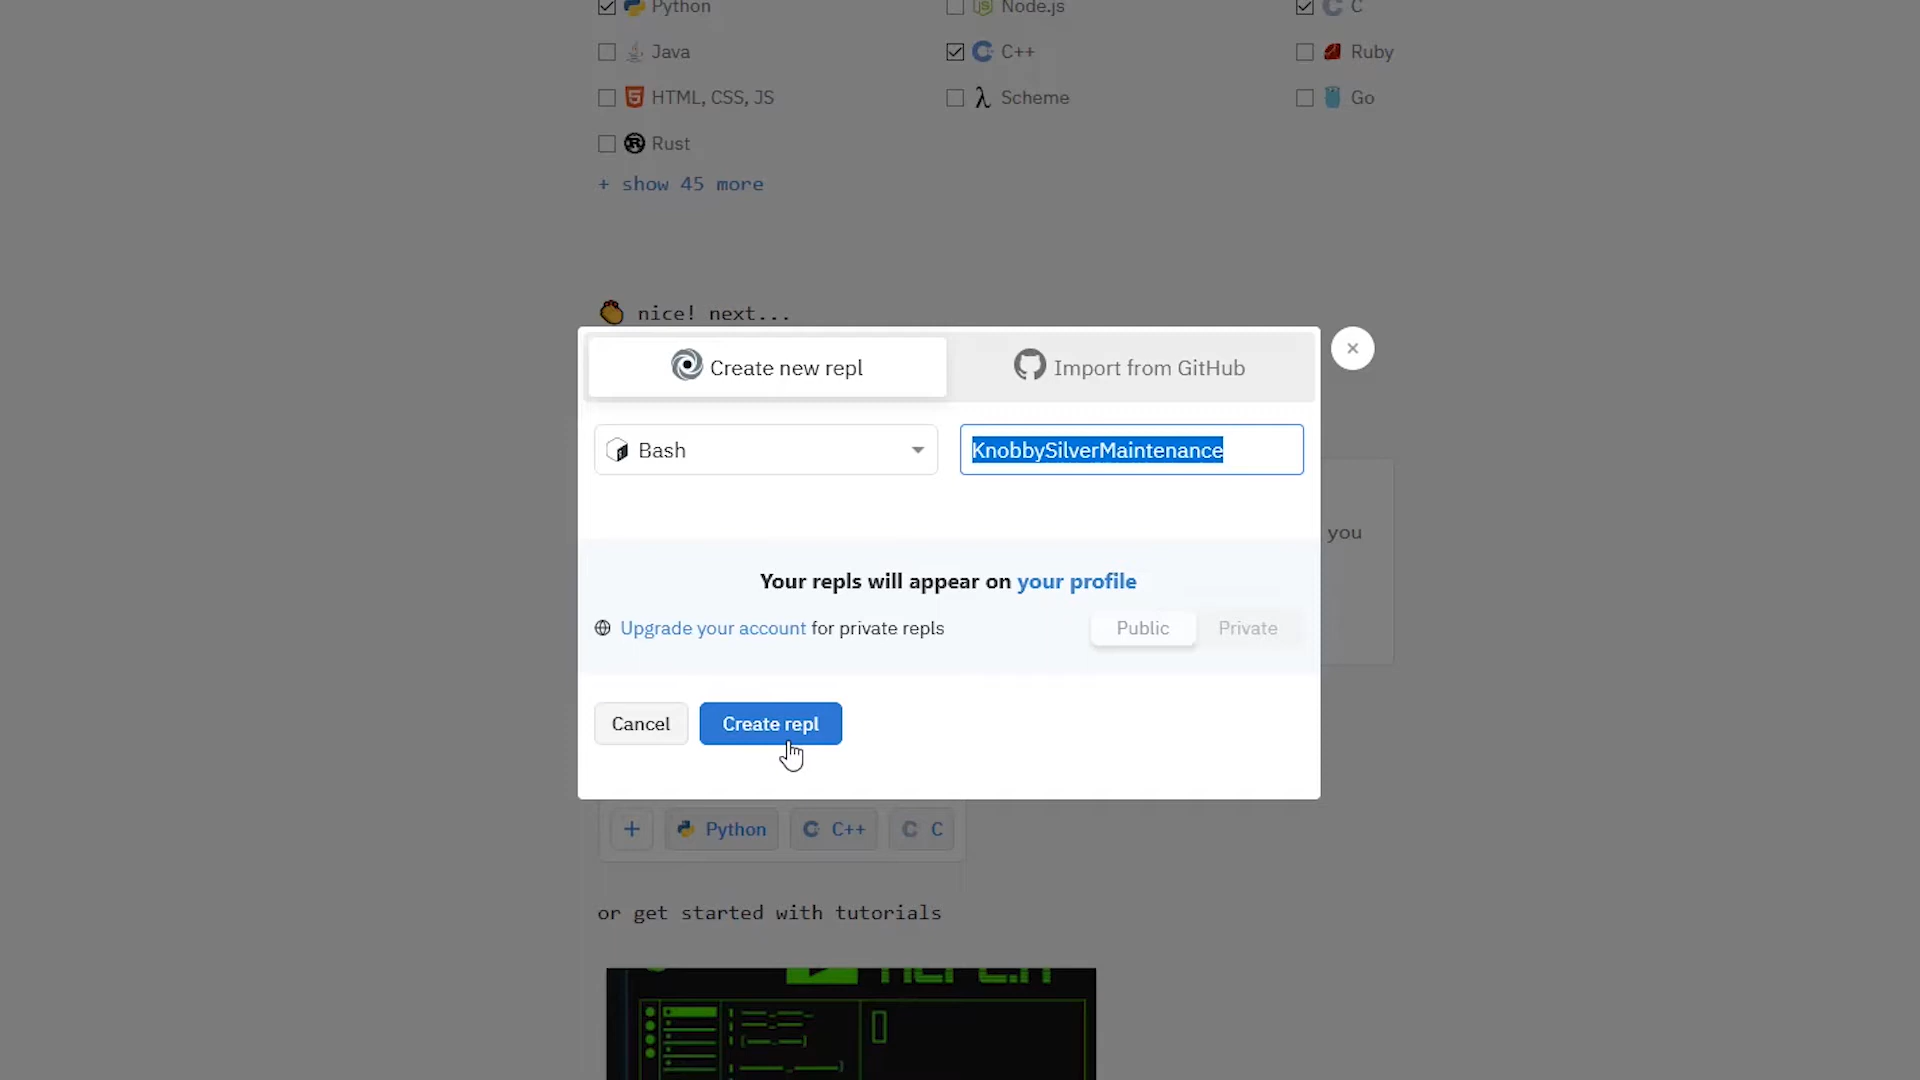 Python Node.js C
Java C++ Ruby
HTML, CSS, JS Scheme Go
Rust
+ show 45 more
nice! next...
Create new repl Import from GitHub
Bash KnobbySilverMaintenance
you
Your repls will appear on your profile
Upgrade your account for private repls Public Private
Cancel Create repl
+ Python C++ C
or get started with tutorials